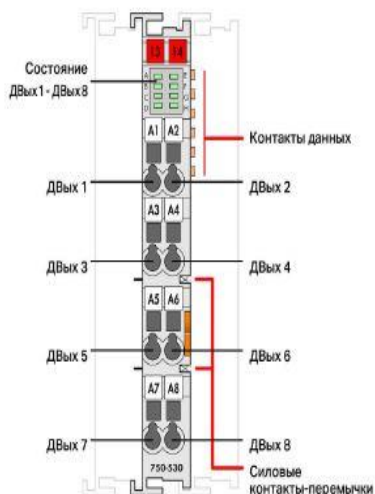 13 14
Состояние
ДВых1-ДВых8
A E
B F
C G
D H
Контакты данных
A1 A2
ДВых 1 ДВых 2
A3 A4
ДВых 3 ДВых 4
A5 A6
ДВых 5 ДВых 6
A7 A8
ДВых 7 ДВых 8
750-530
Силовые
контакты-перемычки